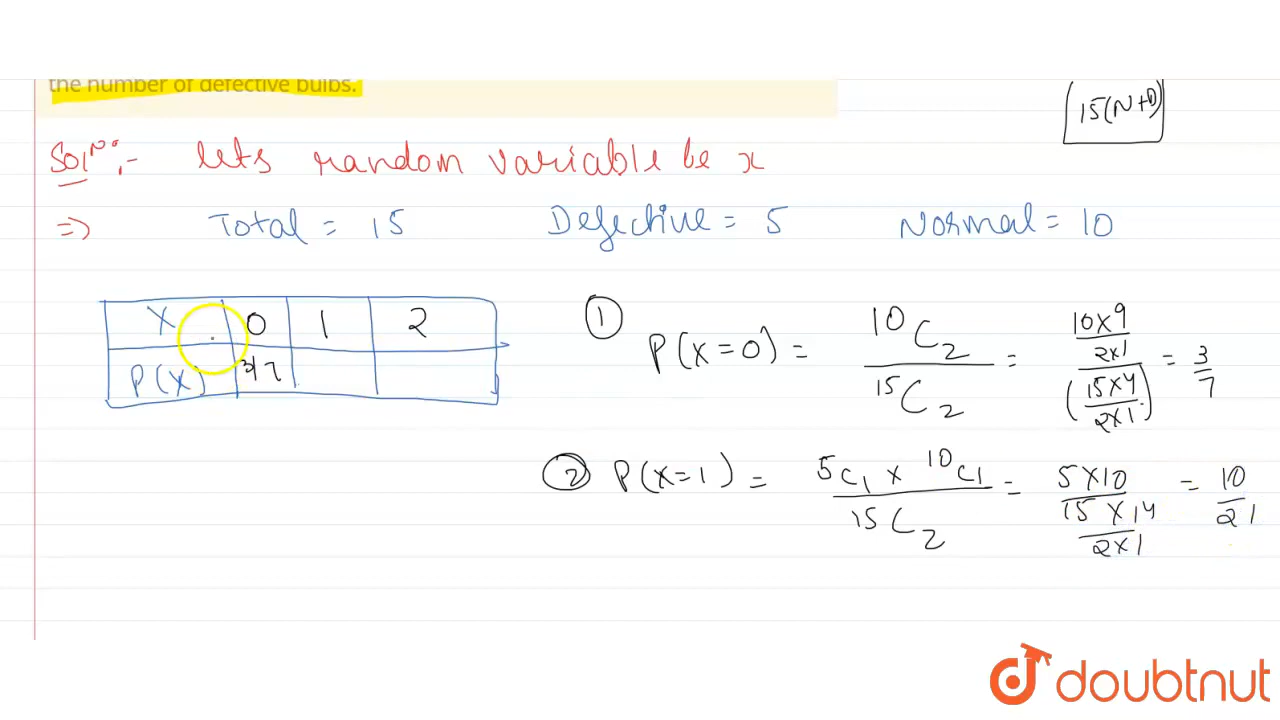 the number of defective bulbs.
15(N+D)
Solⁿ:- lets random variable be x
=> Total = 15 Defective = 5 Normal = 10
X 0 1 2
P(X) 3/7
① P(X=0) = ¹⁰C₂ / ¹⁵C₂ = (10×9 / 2×1) / (15×4 / 2×1) = 3/7
② P(X=1) = ⁵C₁ × ¹⁰C₁ / ¹⁵C₂ = 5×10 / (15×14 / 2×1) = 10/21
doubtnut